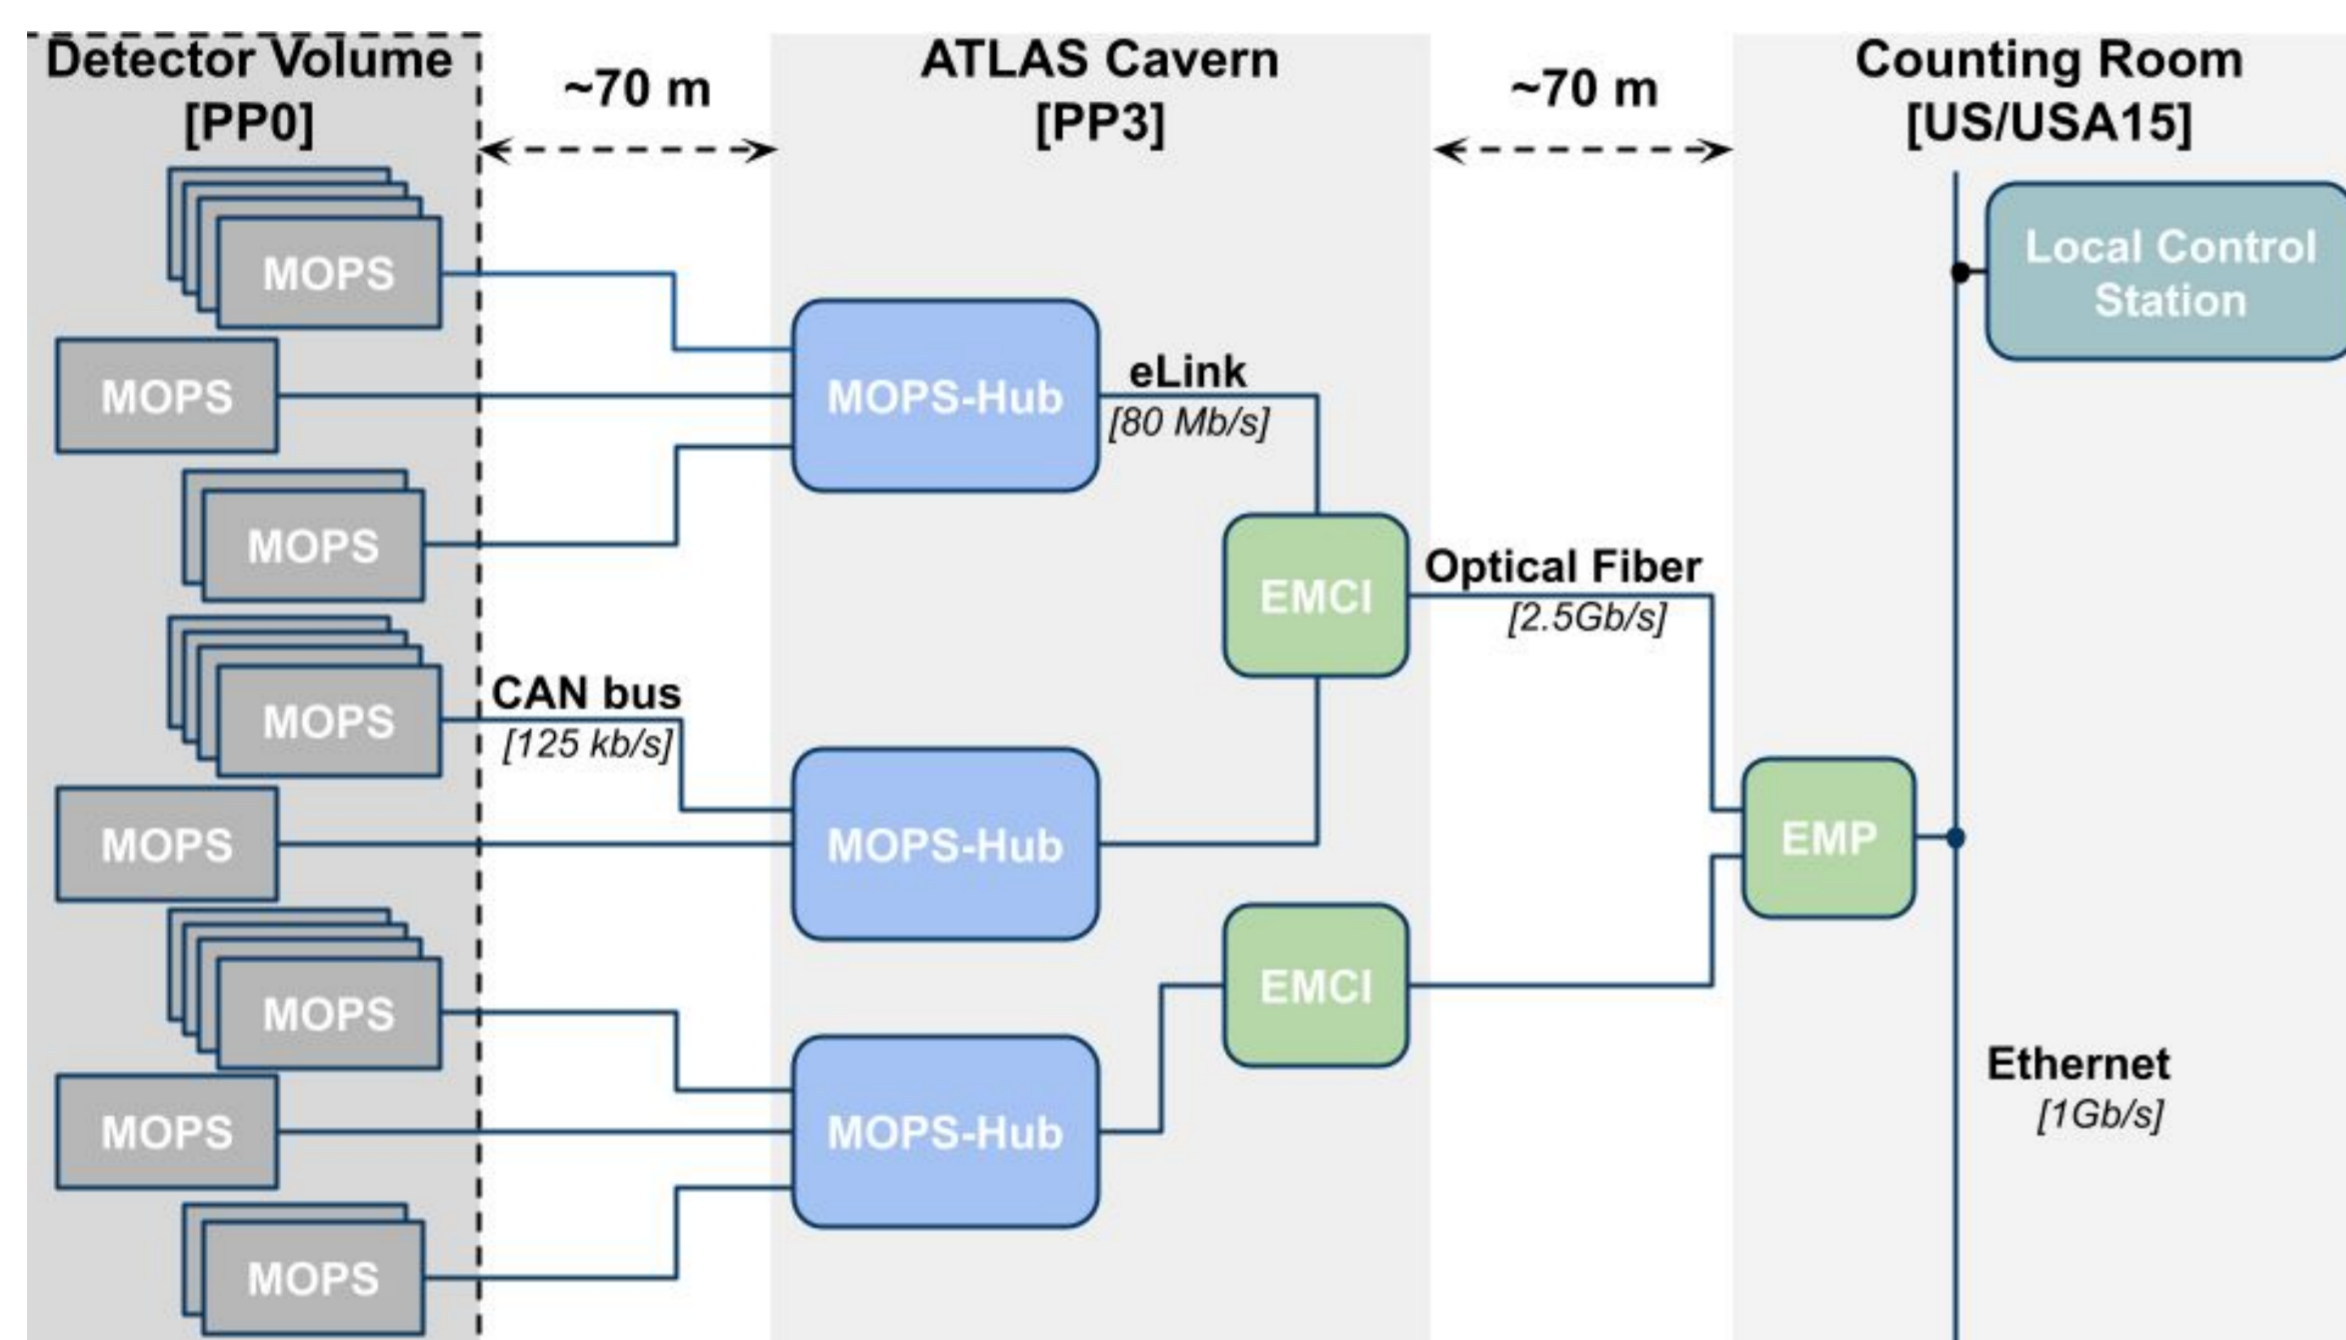 Detector Volume
[PP0]
~70 m
ATLAS Cavern
[PP3]
~70 m
Counting Room
[US/USA15]
MOPS
MOPS
MOPS
MOPS
MOPS
MOPS
MOPS
MOPS
CAN bus
[125 kb/s]
MOPS-Hub
MOPS-Hub
MOPS-Hub
eLink
[80 Mb/s]
EMCI
EMCI
Optical Fiber
[2.5Gb/s]
EMP
Local Control
Station
Ethernet
[1Gb/s]